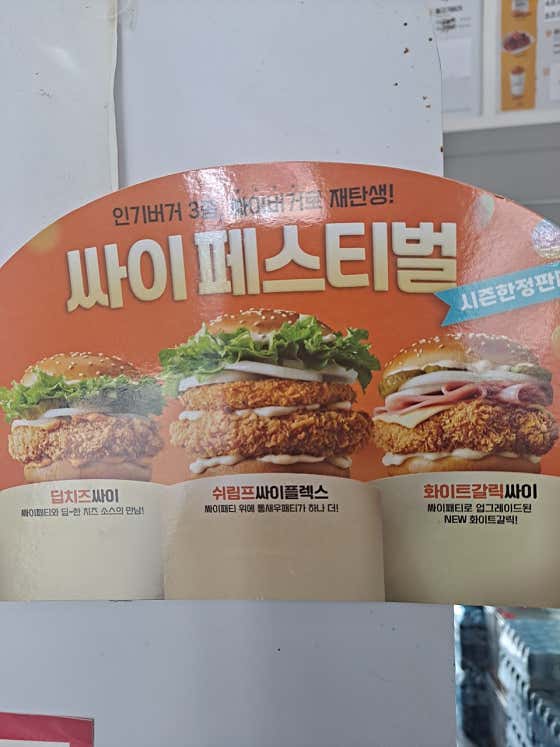 인기버거 3종, 싸이버거로 재탄생!
싸이 페스티벌
시즌한정판
딥치즈싸이
싸이패티와 딥-한 치즈 소스의 만남!
쉬림프싸이플렉스
싸이패티 위에 통새우패티가 하나 더!
화이트갈릭싸이
싸이패티로 업그레이드된
NEW 화이트갈릭!